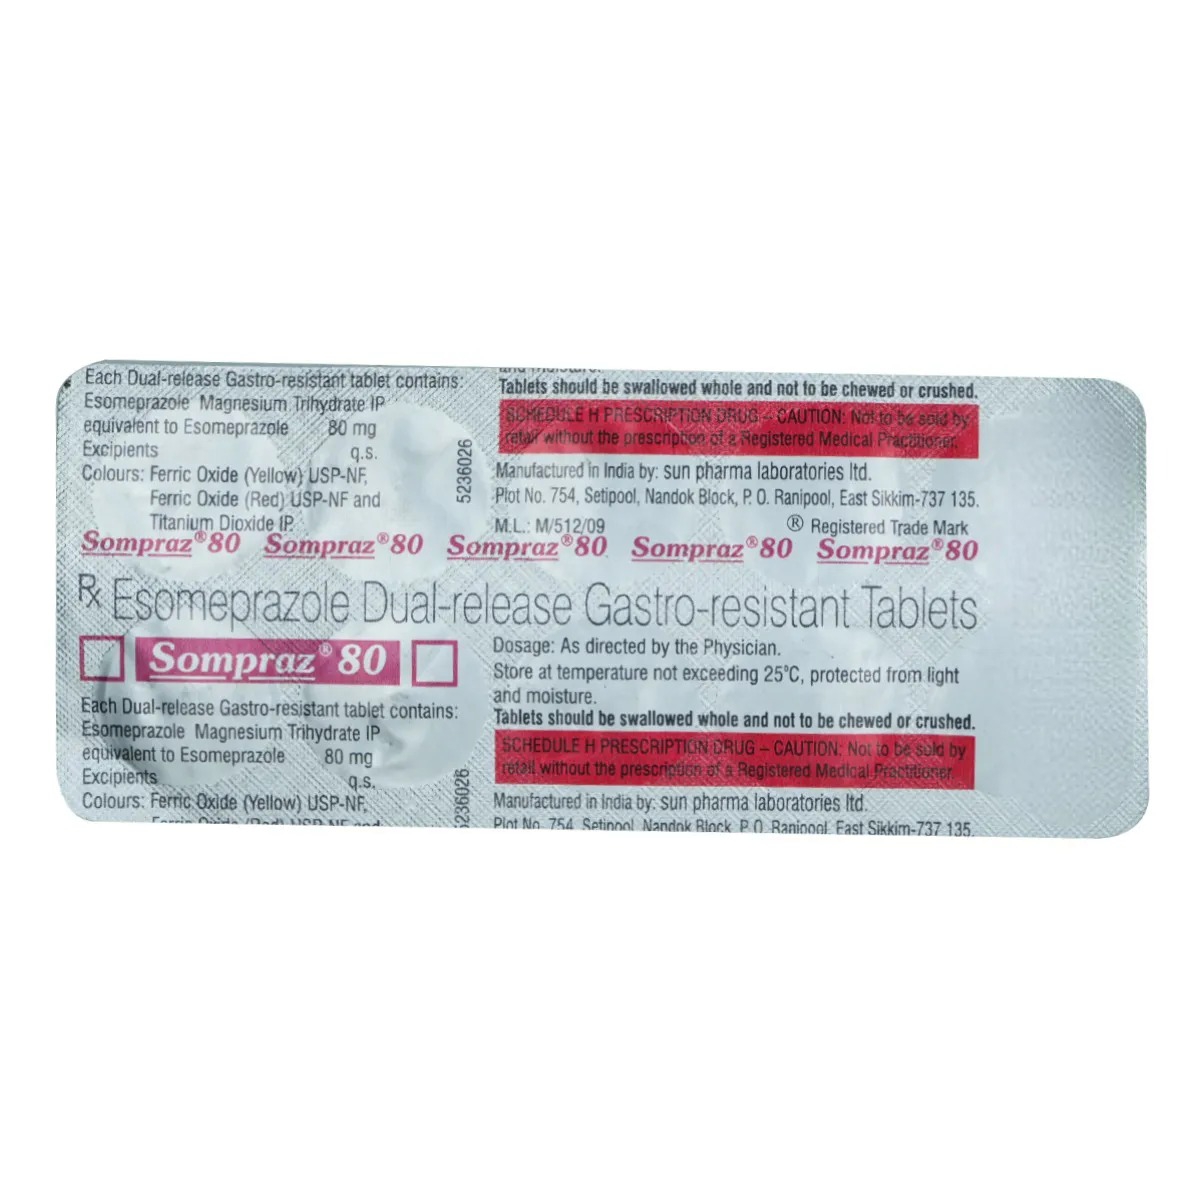 and moisture.
Each Dual-release Gastro-resistant tablet contains:
Esomeprazole Magnesium Trihydrate IP
equivalent to Esomeprazole 80 mg
Excipients q.s.
Colours: Ferric Oxide (Yellow) USP-NF,
Ferric Oxide (Red) USP-NF and
Titanium Dioxide IP
5236026
Tablets should be swallowed whole and not to be chewed or crushed.
SCHEDULE H PRESCRIPTION DRUG – CAUTION: Not to be sold by
retail without the prescription of a Registered Medical Practitioner.
Manufactured in India by: sun pharma laboratories ltd.
Plot No. 754, Setipool, Nandok Block, P. O. Ranipool, East Sikkim-737 135.
M.L.: M/512/09 ® Registered Trade Mark
Sompraz®80 Sompraz®80 Sompraz®80 Sompraz®80 Sompraz®80
Rx Esomeprazole Dual-release Gastro-resistant Tablets
Sompraz®80
Each Dual-release Gastro-resistant tablet contains:
Esomeprazole Magnesium Trihydrate IP
equivalent to Esomeprazole 80 mg
Excipients q.s.
Colours: Ferric Oxide (Yellow) USP-NF,
Ferric Oxide (Red) USP-NF and
5236026
Dosage: As directed by the Physician.
Store at temperature not exceeding 25°C, protected from light
and moisture.
Tablets should be swallowed whole and not to be chewed or crushed.
SCHEDULE H PRESCRIPTION DRUG – CAUTION: Not to be sold by
retail without the prescription of a Registered Medical Practitioner.
Manufactured in India by: sun pharma laboratories ltd.
Plot No. 754, Setipool, Nandok Block, P. O. Ranipool, East Sikkim-737 135.